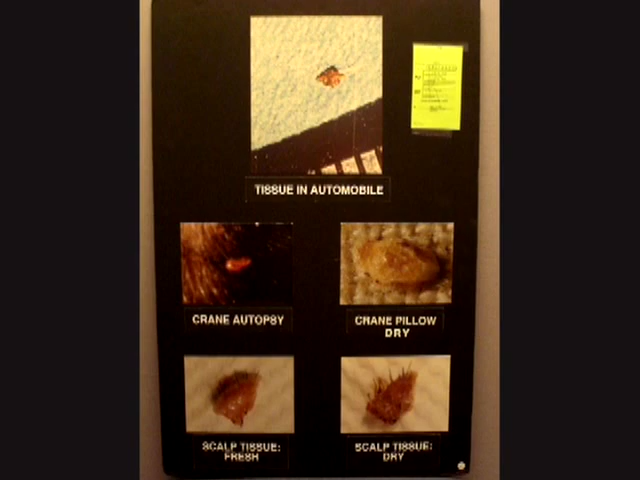 TISSUE IN AUTOMOBILE
CRANE AUTOPSY
CRANE PILLOW
DRY
SCALP TISSUE:
FRESH
SCALP TISSUE:
DRY